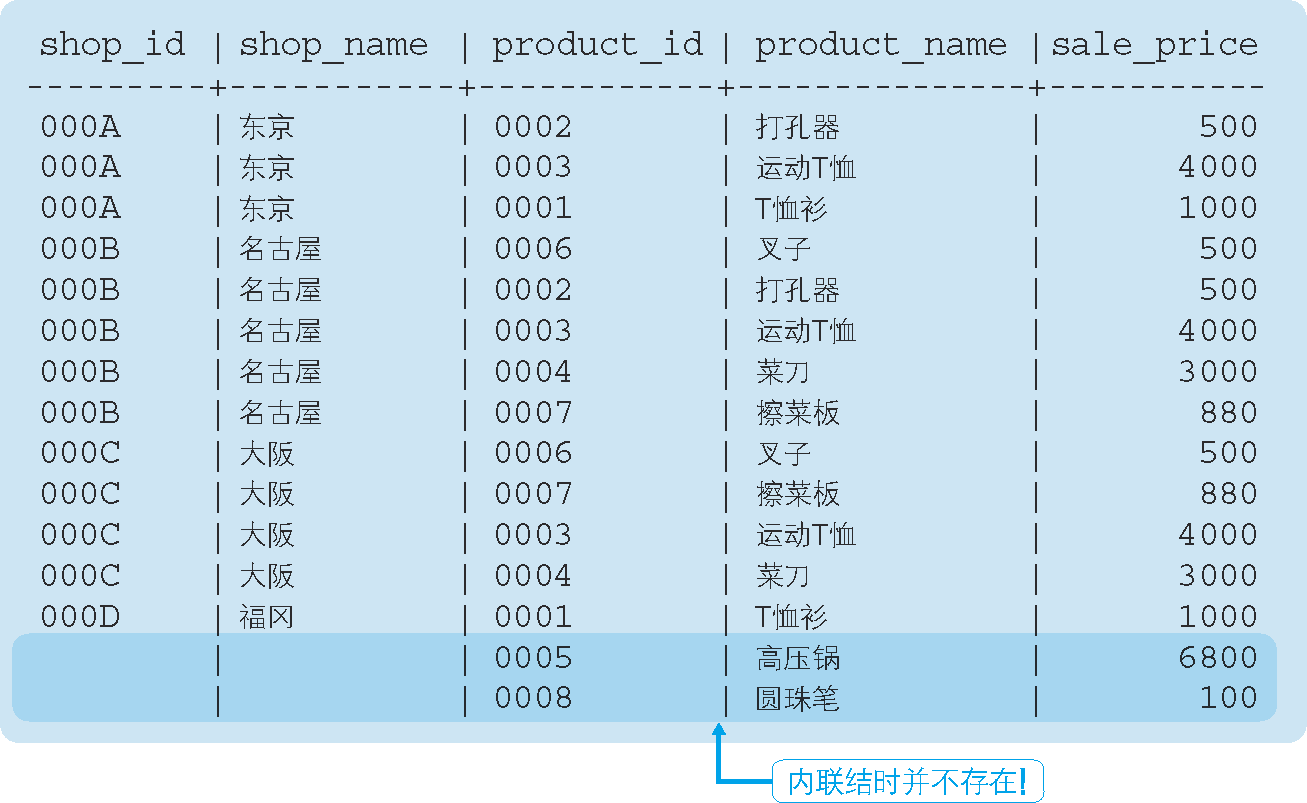 shop_id | shop_name | product_id | product_name | sale_price
---------+------------+------------+--------------+-----------
000A | 东京 | 0002 | 打孔器 | 500
000A | 东京 | 0003 | 运动T恤 | 4000
000A | 东京 | 0001 | T恤衫 | 1000
000B | 名古屋 | 0006 | 叉子 | 500
000B | 名古屋 | 0002 | 打孔器 | 500
000B | 名古屋 | 0003 | 运动T恤 | 4000
000B | 名古屋 | 0004 | 菜刀 | 3000
000B | 名古屋 | 0007 | 擦菜板 | 880
000C | 大阪 | 0006 | 叉子 | 500
000C | 大阪 | 0007 | 擦菜板 | 880
000C | 大阪 | 0003 | 运动T恤 | 4000
000C | 大阪 | 0004 | 菜刀 | 3000
000D | 福冈 | 0001 | T恤衫 | 1000
| | 0005 | 高压锅 | 6800
| | 0008 | 圆珠笔 | 100
内联结时并不存在!